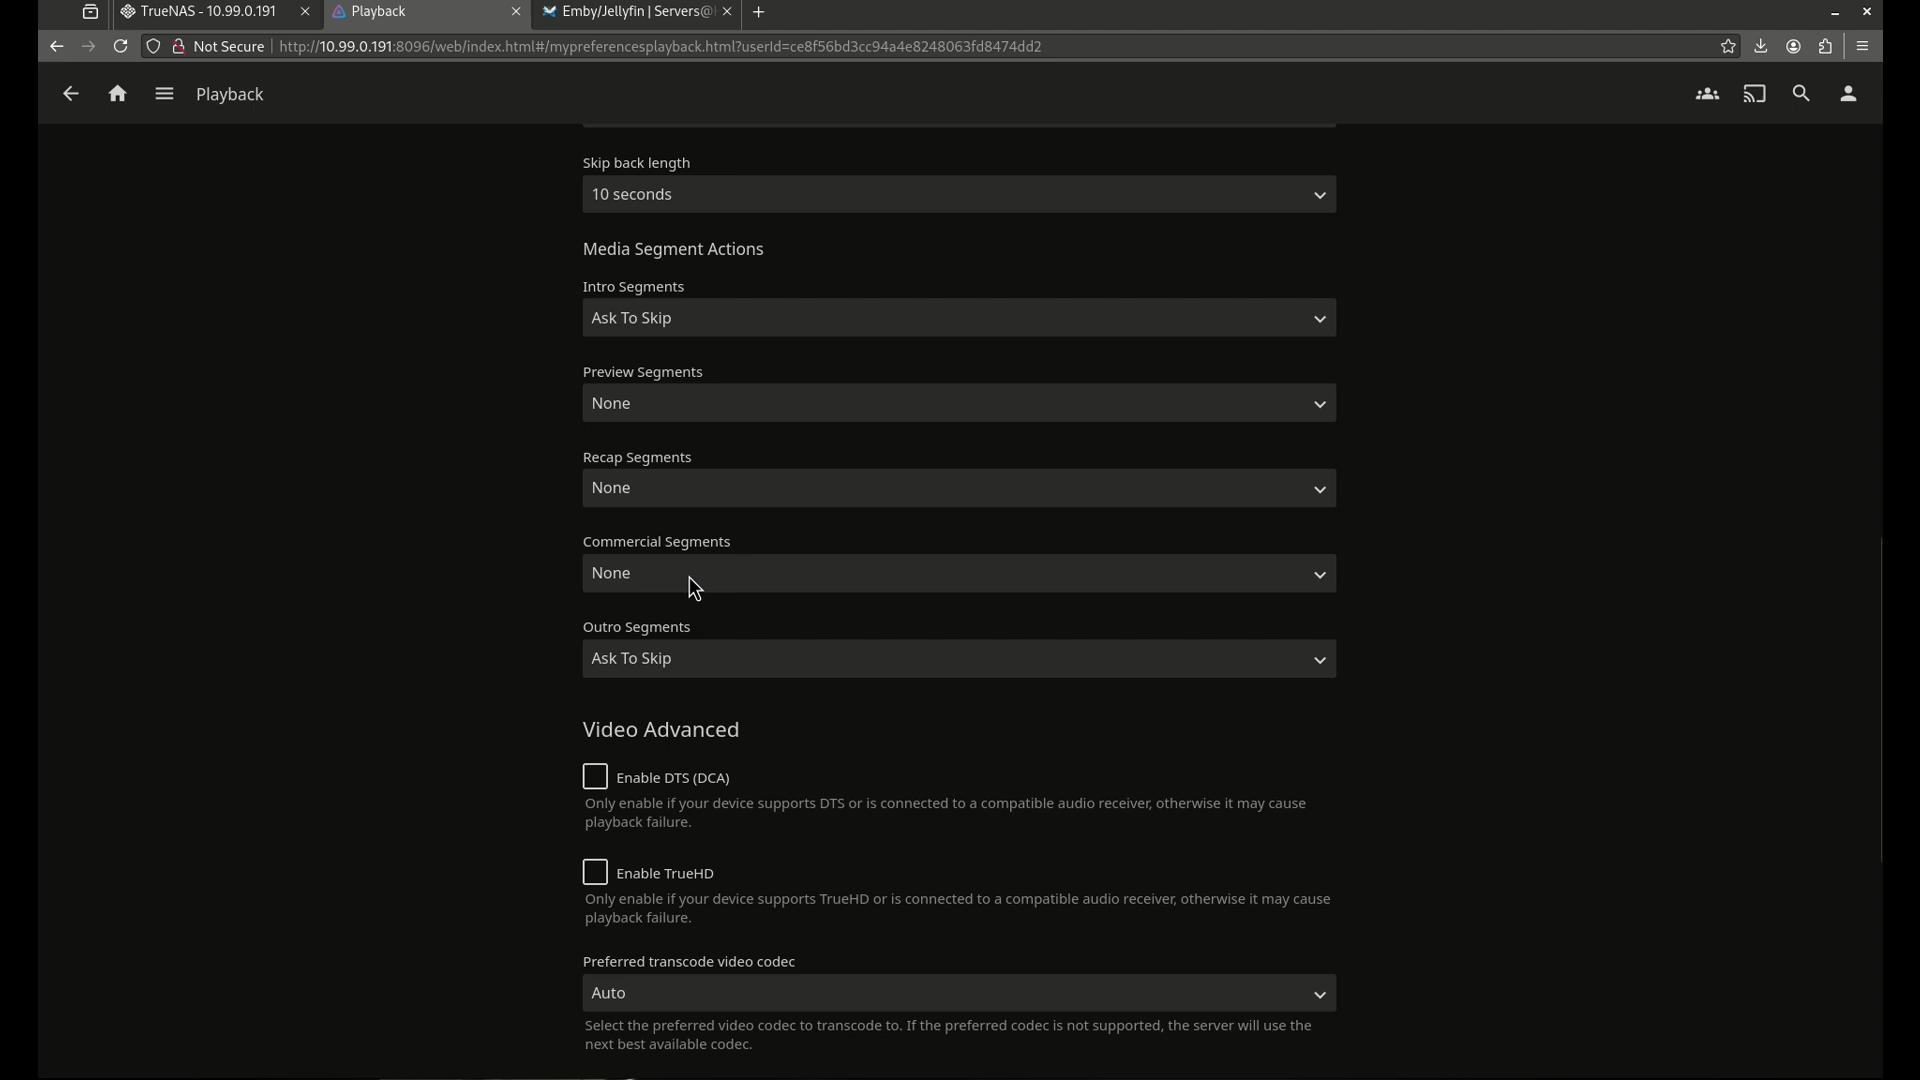 TrueNAS - 10.99.0.191
Playback
Emby/Jellyfin | Servers@
Not Secure
http://10.99.0.191:8096/web/index.html#/mypreferencesplayback.html?userId=ce8f56bd3cc94a4e8248063fd8474dd2
Playback
Skip back length
10 seconds
Media Segment Actions
Intro Segments
Ask To Skip
Preview Segments
None
Recap Segments
None
Commercial Segments
None
Outro Segments
Ask To Skip
Video Advanced
Enable DTS (DCA)
Only enable if your device supports DTS or is connected to a compatible audio receiver, otherwise it may cause
playback failure.
Enable TrueHD
Only enable if your device supports TrueHD or is connected to a compatible audio receiver, otherwise it may cause
playback failure.
Preferred transcode video codec
Auto
Select the preferred video codec to transcode to. If the preferred codec is not supported, the server will use the
next best available codec.